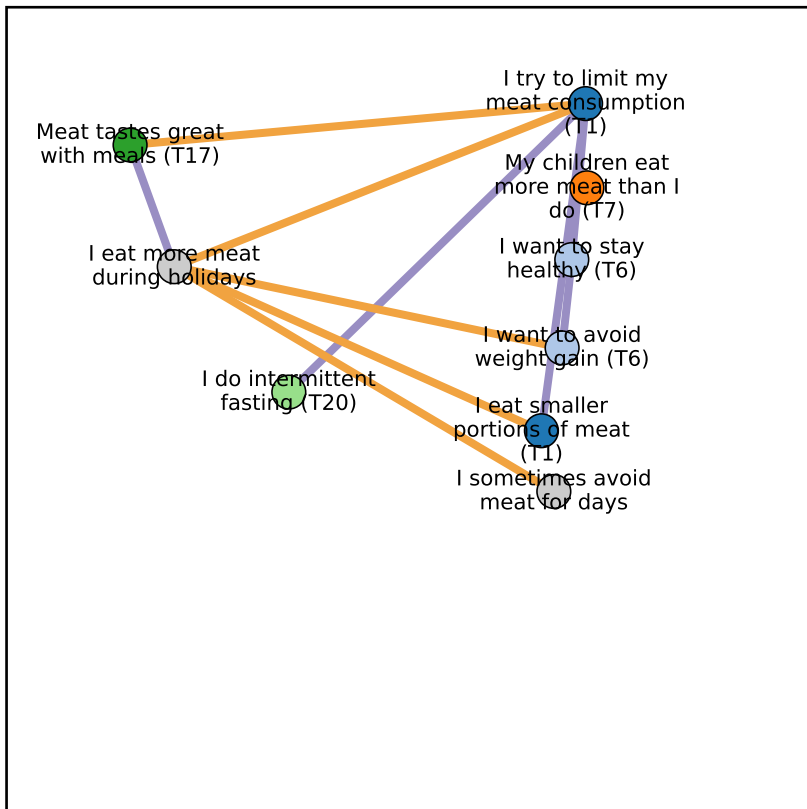 I try to limit my
meat consumption
(T1)
Meat tastes great
with meals (T17)
My children eat
more meat than I
do (T7)
I want to stay
healthy (T6)
I eat more meat
during holidays
I want to avoid
weight gain (T6)
I do intermittent
fasting (T20)
I eat smaller
portions of meat
(T1)
I sometimes avoid
meat for days